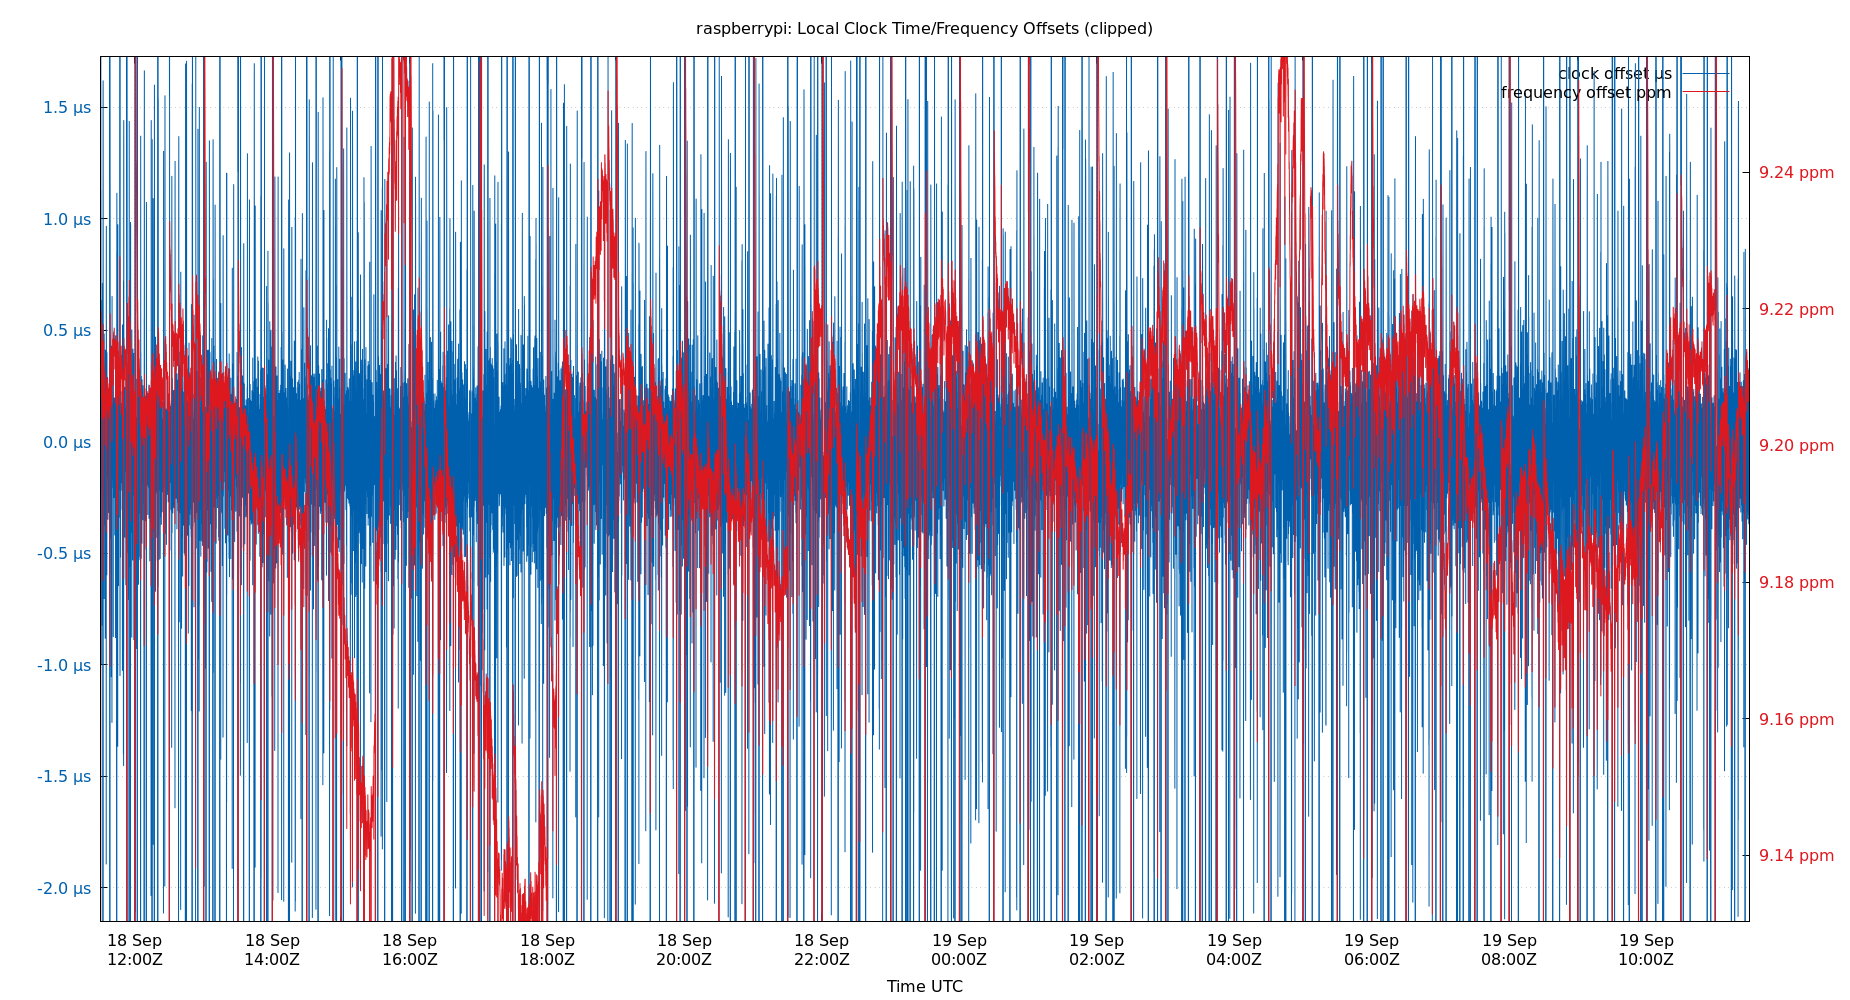 raspberrypi: Local Clock Time/Frequency Offsets (clipped)
clock offset µs
frequency offset ppm
1.5 µs
1.0 µs
0.5 µs
0.0 µs
-0.5 µs
-1.0 µs
-1.5 µs
-2.0 µs
9.24 ppm
9.22 ppm
9.20 ppm
9.18 ppm
9.16 ppm
9.14 ppm
18 Sep 18 Sep 18 Sep 18 Sep 18 Sep 18 Sep 19 Sep 19 Sep 19 Sep 19 Sep 19 Sep 19 Sep
12:00Z 14:00Z 16:00Z 18:00Z 20:00Z 22:00Z 00:00Z 02:00Z 04:00Z 06:00Z 08:00Z 10:00Z
Time UTC